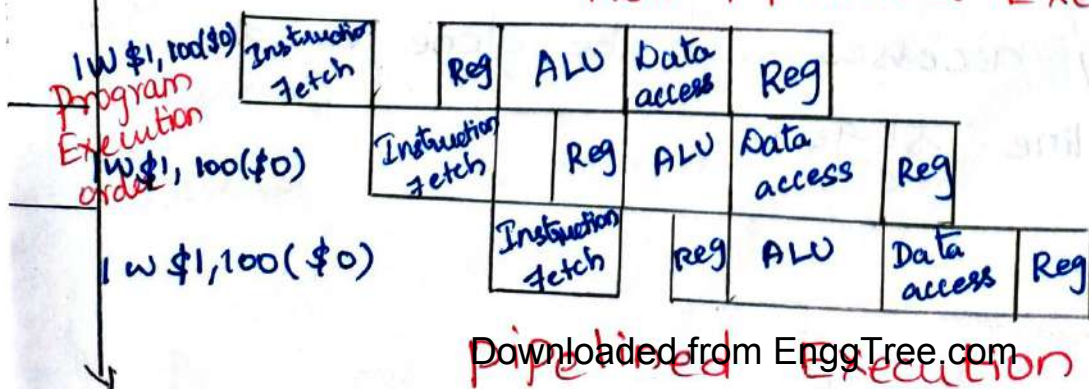 lw $1, 100($0) Instruction Fetch Reg ALU Data access Reg
Program Execution order
lw $1, 100($0) Instruction Fetch Reg ALU Data access Reg
lw $1, 100($0) Instruction Fetch Reg ALU Data access Reg
pipelined Execution
Downloaded from EnggTree.com